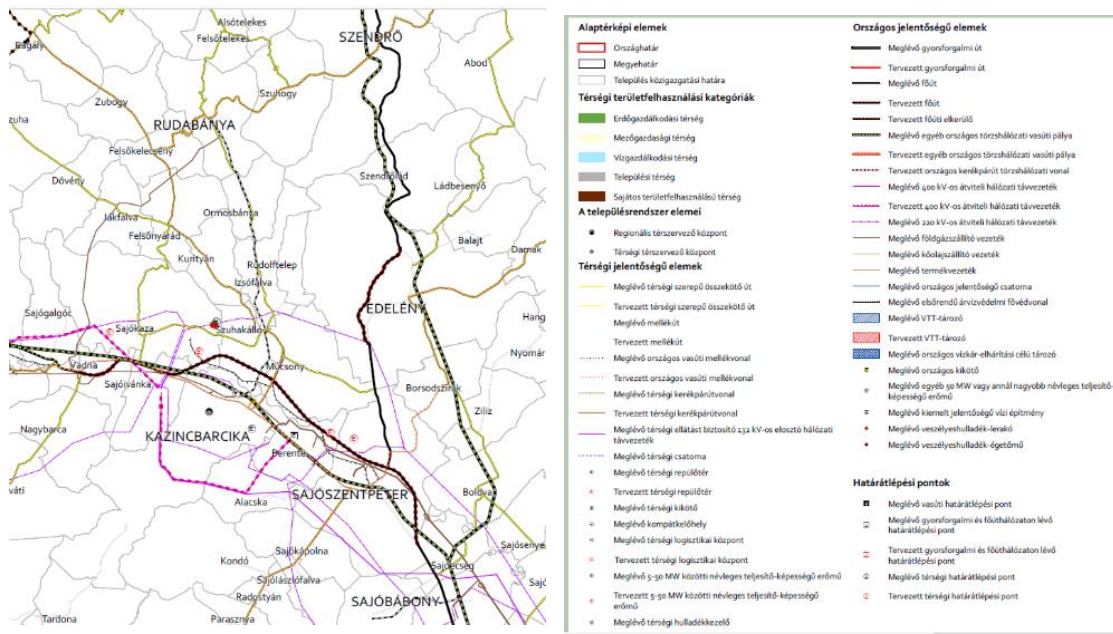 Alsótelekes
Felsőtelekes
SZENDRŐ
Ragály
Abod
Zubogy
Szuhogy
zuha
RUDABÁNYA
Felsőkelecsény
Szendrőlád
Ládbesenyő
Dövény
Jákfalva
Ormosbánya
Felsőnyárád
Balajt
Damak
Kurityán
Rudolftelep
Izsófalva
EDELÉNY
Hang
Sajógalgóc
Sajókaza
Szuhakálló
Nyomár
Vadna
Múcsony
Sajóivánka
Borsodszirák
Ziliz
Nagybarca
KAZINCBARCIKA
Berente
váti
Alacska
SAJÓSZENTPÉTER
Boldva
Sajósenye
Sajókápolna
Kondó
Sajóecseg
Sajó
Sajólászlófalva
Radostyán
SAJÓBÁBONY
Tardona
Parasznya
Alaptérképi elemek
Országhatár
Megyehatár
Település közigazgatási határa
Térségi területfelhasználási kategóriák
Erdőgazdálkodási térség
Mezőgazdasági térség
Vízgazdálkodási térség
Települési térség
Sajátos területfelhasználású térség
A településrendszer elemei
Regionális térszervező központ
Térségi térszervező központ
Térségi jelentőségű elemek
Meglévő térségi szerepű összekötő út
Tervezett térségi szerepű összekötő út
Meglévő mellékút
Tervezett mellékút
Meglévő országos vasúti mellékvonal
Tervezett országos vasúti mellékvonal
Meglévő térségi kerékpárútvonal
Tervezett térségi kerékpárútvonal
Meglévő térségi ellátást biztosító 132 kV-os elosztó hálózati
távvezeték
Meglévő térségi csatorna
Meglévő térségi repülőtér
Tervezett térségi repülőtér
Meglévő térségi kikötő
Meglévő kompátkelőhely
Meglévő térségi logisztikai központ
Tervezett térségi logisztikai központ
Meglévő 5-50 MW közötti névleges teljesítő-képességű erőmű
Tervezett 5-50 MW közötti névleges teljesítő-képességű
erőmű
Meglévő térségi hulladékkezelő
Országos jelentőségű elemek
Meglévő gyorsforgalmi út
Tervezett gyorsforgalmi út
Meglévő főút
Tervezett főút
Tervezett főúti elkerülő
Meglévő egyéb országos törzshálózati vasúti pálya
Tervezett egyéb országos törzshálózati vasúti pálya
Tervezett országos kerékpárút törzshálózati vonal
Meglévő 400 kV-os átviteli hálózati távvezeték
Tervezett 400 kV-os átviteli hálózati távvezeték
Meglévő 220 kV-os átviteli hálózati távvezeték
Meglévő földgázszállító vezeték
Meglévő kőolajszállító vezeték
Meglévő termékvezeték
Meglévő országos jelentőségű csatorna
Meglévő elsőrendű árvízvédelmi fővédvonal
Meglévő VTT-tározó
Tervezett VTT-tározó
Meglévő országos vízkár-elhárítási célú tározó
Meglévő országos kikötő
Meglévő egyéb 50 MW vagy annál nagyobb névleges teljesítő-
képességű erőmű
Meglévő kiemelt jelentőségű vízi építmény
Meglévő veszélyeshulladék-lerakó
Meglévő veszélyeshulladék-égetőmű
Határátlépési pontok
Meglévő vasúti határátlépési pont
Meglévő gyorsforgalmi és főúthálózaton lévő
határátlépési pont
Tervezett gyorsforgalmi és főúthálózaton lévő
határátlépési pont
Meglévő térségi határátlépési pont
Tervezett térségi határátlépési pont